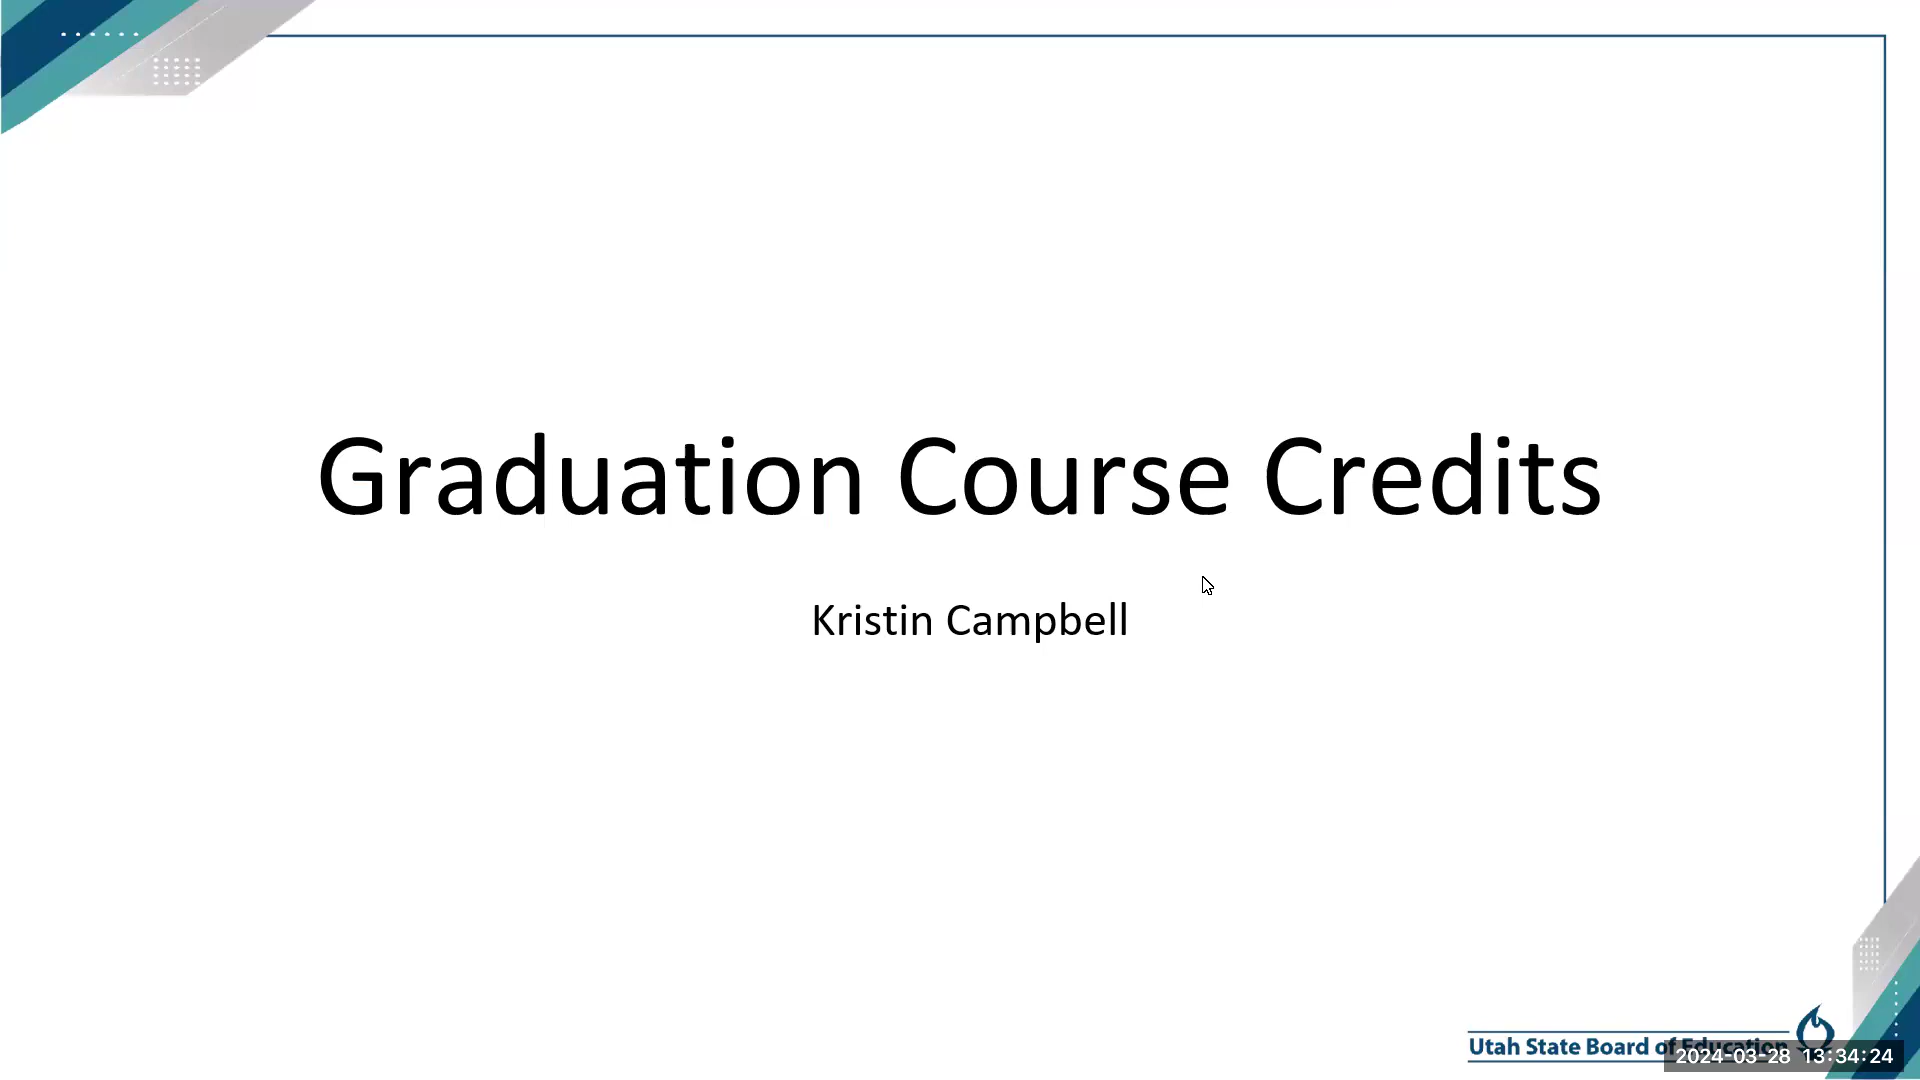 Graduation Course Credits
Kristin Campbell
Utah State Board of Education
2024-03-28 13:34:24